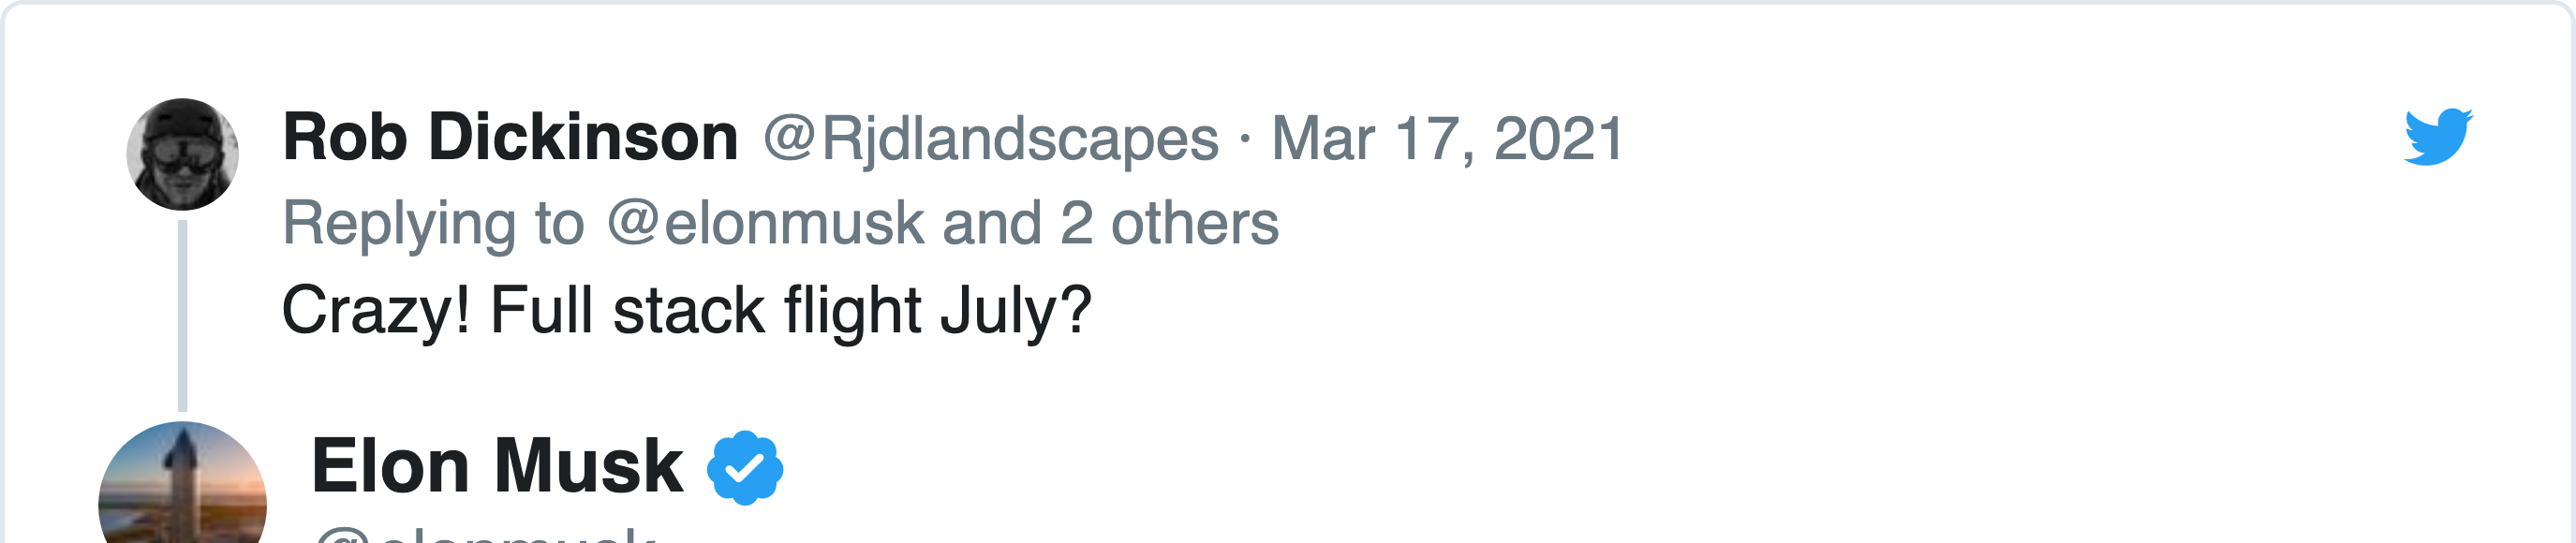 Rob Dickinson @Rjdlandscapes · Mar 17, 2021
Replying to @elonmusk and 2 others
Crazy! Full stack flight July?
Elon Musk
@elonmusk